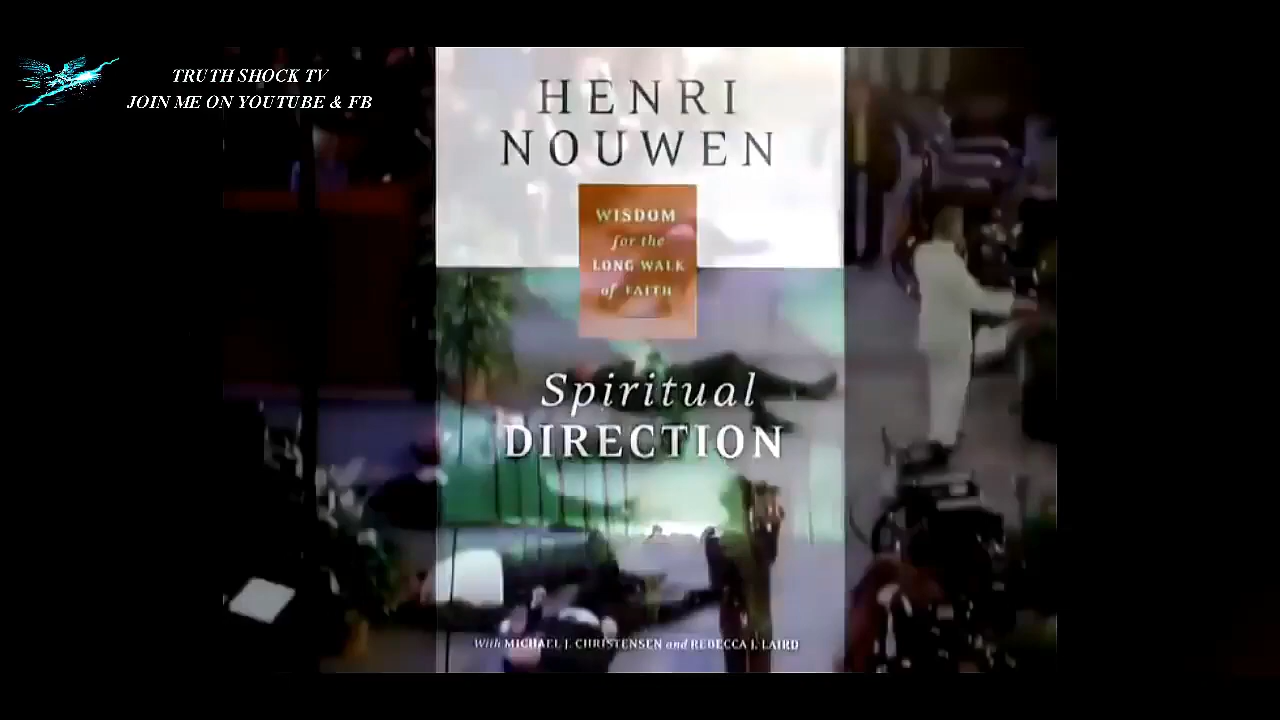 TRUTH SHOCK TV
JOIN ME ON YOUTUBE & FB
HENRI
NOUWEN
WISDOM
for the
LONG WALK
of FAITH
Spiritual
DIRECTION
With MICHAEL J. CHRISTENSEN and REBECCA J. LAIRD